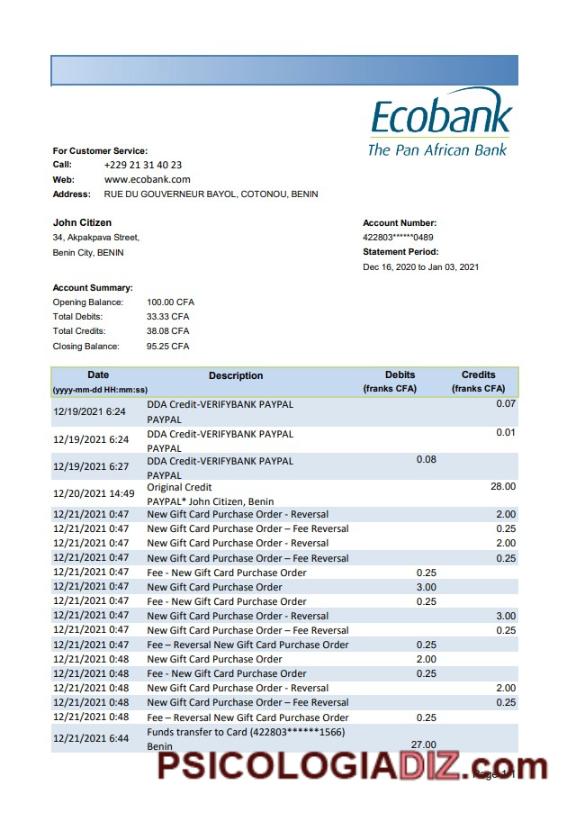 Ecobank
The Pan African Bank
For Customer Service:
Call: +229 21 31 40 23
Web: www.ecobank.com
Address: RUE DU GOUVERNEUR BAYOL, COTONOU, BENIN
John Citizen
34, Akpakpava Street,
Benin City, BENIN
Account Number:
422803******0489
Statement Period:
Dec 16, 2020 to Jan 03, 2021
Account Summary:
Opening Balance: 100.00 CFA
Total Debits: 33.33 CFA
Total Credits: 38.08 CFA
Closing Balance: 95.25 CFA
Date Description Debits Credits
(yyyy-mm-dd HH:mm:ss) (franks CFA) (franks CFA)
12/19/2021 6:24 DDA Credit-VERIFYBANK PAYPAL 0.07
PAYPAL
12/19/2021 6:24 DDA Credit-VERIFYBANK PAYPAL 0.01
PAYPAL
12/19/2021 6:27 DDA Credit-VERIFYBANK PAYPAL 0.08
PAYPAL
12/20/2021 14:49 Original Credit 28.00
PAYPAL* John Citizen, Benin
12/21/2021 0:47 New Gift Card Purchase Order - Reversal 2.00
12/21/2021 0:47 New Gift Card Purchase Order – Fee Reversal 0.25
12/21/2021 0:47 New Gift Card Purchase Order - Reversal 2.00
12/21/2021 0:47 New Gift Card Purchase Order – Fee Reversal 0.25
12/21/2021 0:47 Fee - New Gift Card Purchase Order 0.25
12/21/2021 0:47 New Gift Card Purchase Order 3.00
12/21/2021 0:47 Fee - New Gift Card Purchase Order 0.25
12/21/2021 0:47 New Gift Card Purchase Order - Reversal 3.00
12/21/2021 0:47 New Gift Card Purchase Order – Fee Reversal 0.25
12/21/2021 0:47 Fee – Reversal New Gift Card Purchase Order 0.25
12/21/2021 0:48 New Gift Card Purchase Order 2.00
12/21/2021 0:48 Fee - New Gift Card Purchase Order 0.25
12/21/2021 0:48 New Gift Card Purchase Order - Reversal 2.00
12/21/2021 0:48 New Gift Card Purchase Order – Fee Reversal 0.25
12/21/2021 0:48 Fee – Reversal New Gift Card Purchase Order 0.25
12/21/2021 6:44 Funds transfer to Card (422803******1566)
Benin 27.00
PSICOLOGIADIZ.com